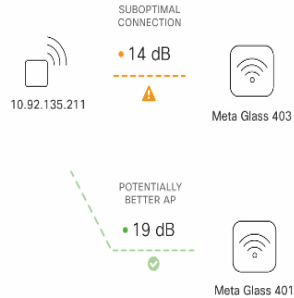 SUBOPTIMAL
CONNECTION
• 14 dB
10.92.135.211
Meta Glass 403
POTENTIALLY
BETTER AP
• 19 dB
Meta Glass 401